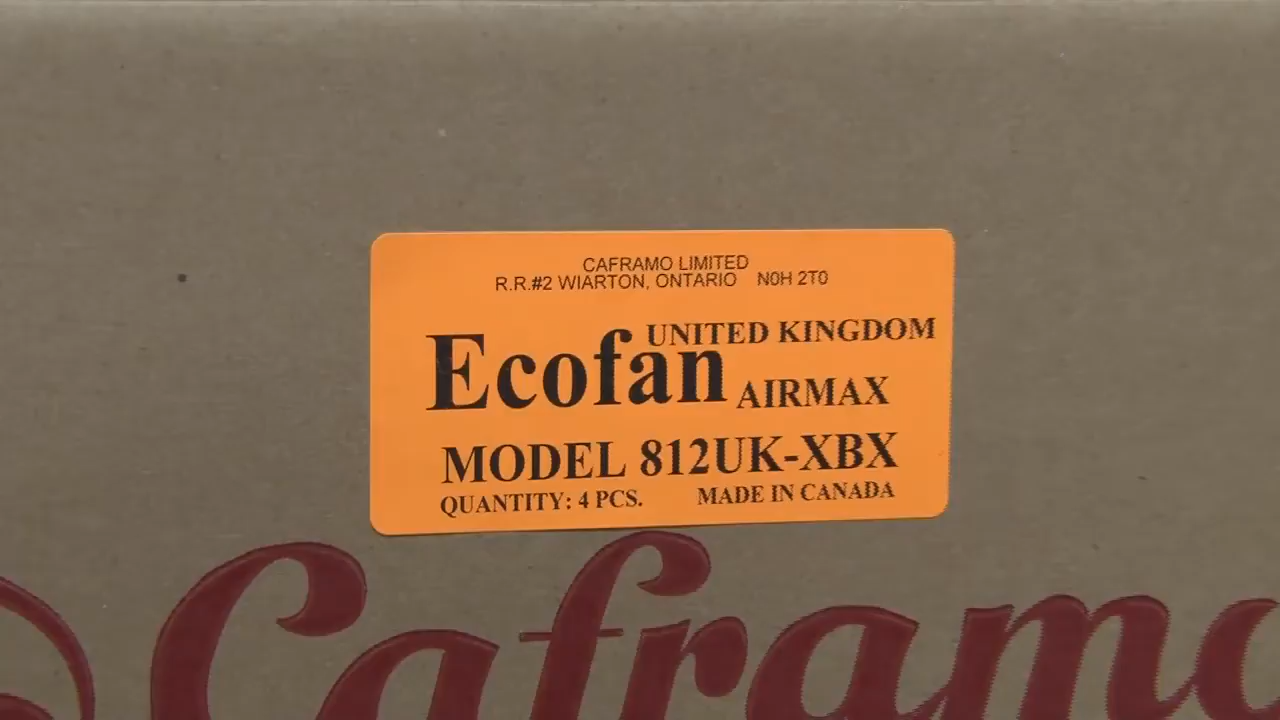 CAFRAMO LIMITED
R.R.#2 WIARTON, ONTARIO N0H 2T0
UNITED KINGDOM
Ecofan AIRMAX
MODEL 812UK-XBX
QUANTITY: 4 PCS. MADE IN CANADA
Caframo